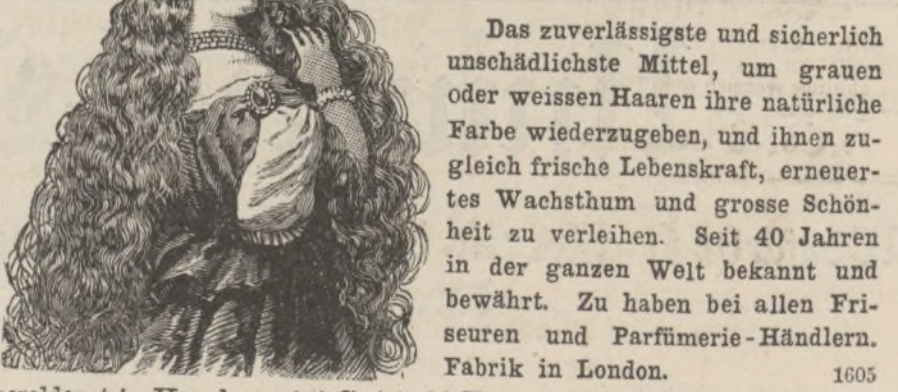 Das zuverlässigste und sicherlich
unschädlichste Mittel, um grauen
oder weissen Haaren ihre natürliche
Farbe wiederzugeben, und ihnen zu-
gleich frische Lebenskraft, erneuer-
tes Wachsthum und grosse Schön-
heit zu verleihen. Seit 40 Jahren
in der ganzen Welt bekannt und
bewährt. Zu haben bei allen Fri-
seuren und Parfümerie-Händlern.
Fabrik in London. 1605